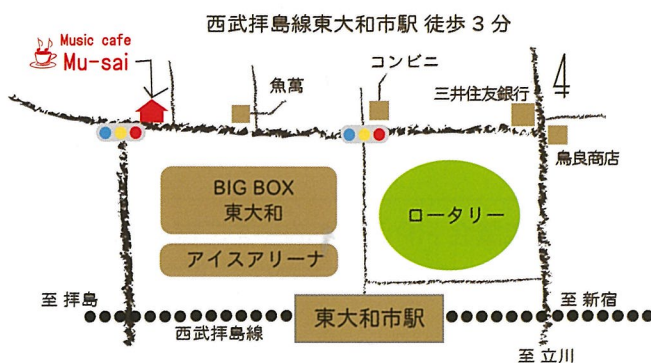 西武拝島線東大和市駅 徒歩3分
Music cafe
Mu-sai
魚萬
コンビニ
三井住友銀行
鳥良商店
BIG BOX
東大和
ロータリー
アイスアリーナ
至 拝島
西武拝島線
東大和市駅
至 新宿
至 立川